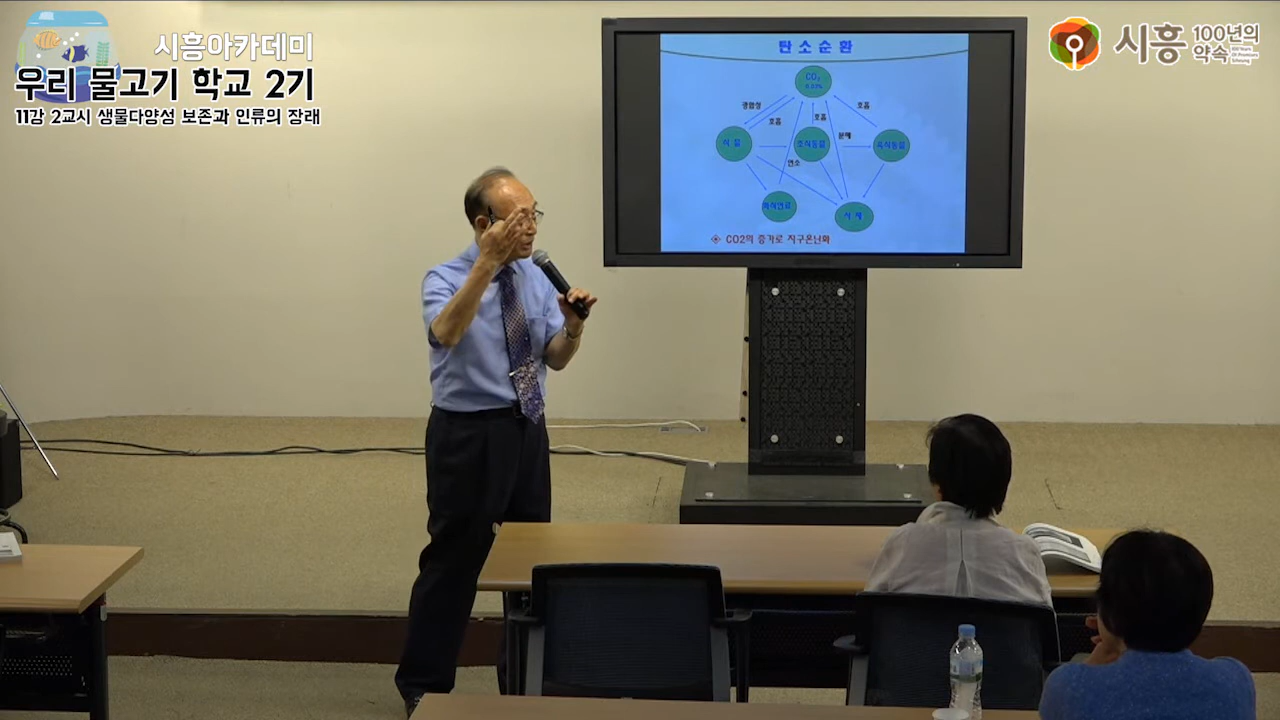 시흥아카데미
우리 물고기 학교 2기
11강 2교시 생물다양성 보존과 인류의 장래
시흥
100년의
약속
탄소순환
CO₂
0.03%
광합성
호흡
호흡
호흡
식 물
초식동물
분해
육식동물
연소
화석연료
사 체
◈ CO2의 증가로 지구온난화